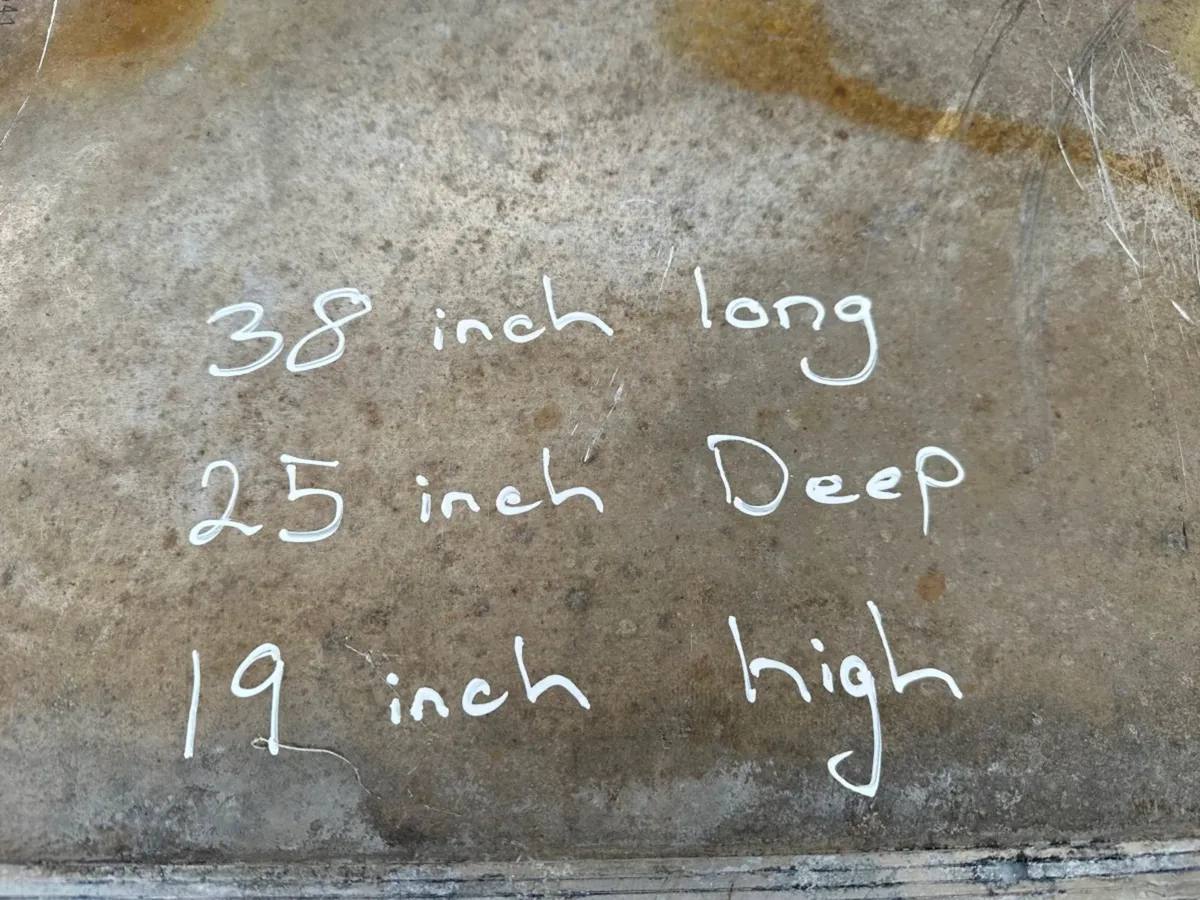 38 inch long
25 inch Deep
19 inch high